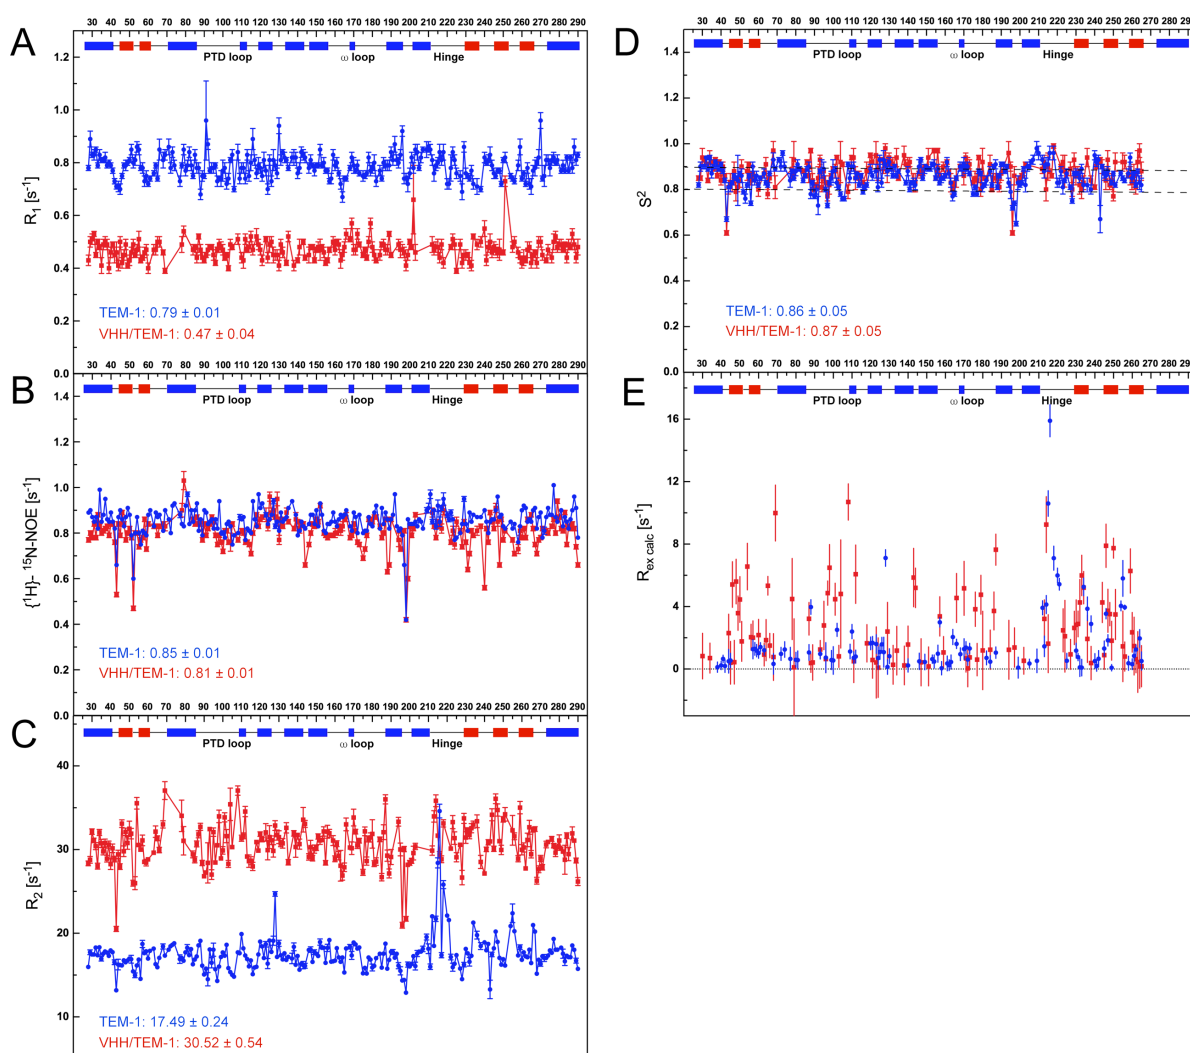 A
30 40 50 60 70 80 90 100 110 120 130 140 150 160 170 180 190 200 210 220 230 240 250 260 270 280 290
PTD loop ω loop Hinge
1.2
1.0
0.8
0.6
0.4
0.2
0.0
R1 [s-1]
TEM-1: 0.79 ± 0.01
VHH/TEM-1: 0.47 ± 0.04
B
30 40 50 60 70 80 90 100 110 120 130 140 150 160 170 180 190 200 210 220 230 240 250 260 270 280 290
PTD loop ω loop Hinge
1.4
1.2
1.0
0.8
0.6
0.4
0.2
0.0
{1H}- 15N-NOE [s-1]
TEM-1: 0.85 ± 0.01
VHH/TEM-1: 0.81 ± 0.01
C
30 40 50 60 70 80 90 100 110 120 130 140 150 160 170 180 190 200 210 220 230 240 250 260 270 280 290
PTD loop ω loop Hinge
40
30
20
10
R2 [s-1]
TEM-1: 17.49 ± 0.24
VHH/TEM-1: 30.52 ± 0.54
D
30 40 50 60 70 80 90 100 110 120 130 140 150 160 170 180 190 200 210 220 230 240 250 260 270 280 290
PTD loop ω loop Hinge
1.4
1.2
1.0
0.8
0.6
0.4
0.2
0.0
S2
TEM-1: 0.86 ± 0.05
VHH/TEM-1: 0.87 ± 0.05
E
30 40 50 60 70 80 90 100 110 120 130 140 150 160 170 180 190 200 210 220 230 240 250 260 270 280 290
PTD loop ω loop Hinge
16
12
8
4
0
Rex calc [s-1]